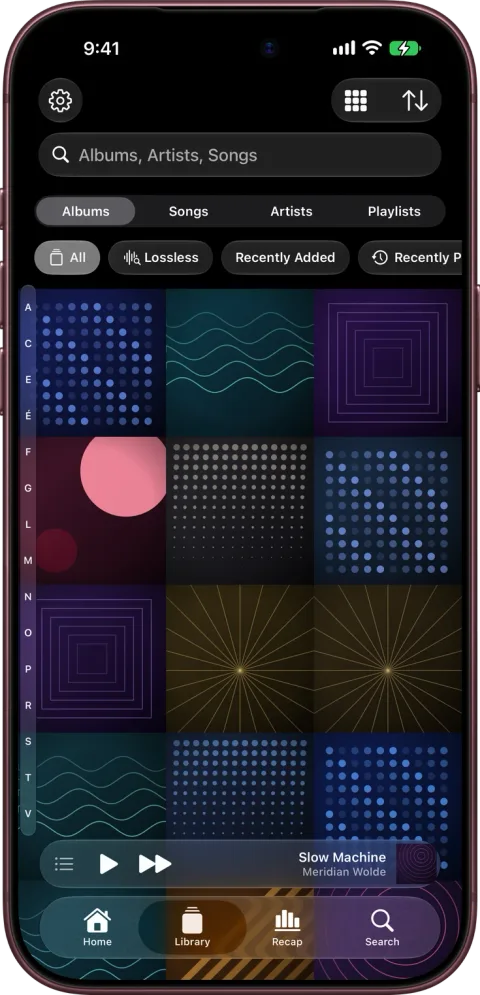 9:41
Albums, Artists, Songs
Albums Songs Artists Playlists
All Lossless Recently Added Recently P
A
C
E
É
F
G
L
M
N
O
P
R
S
T
V
Slow Machine
Meridian Wolde
Home Library Recap Search